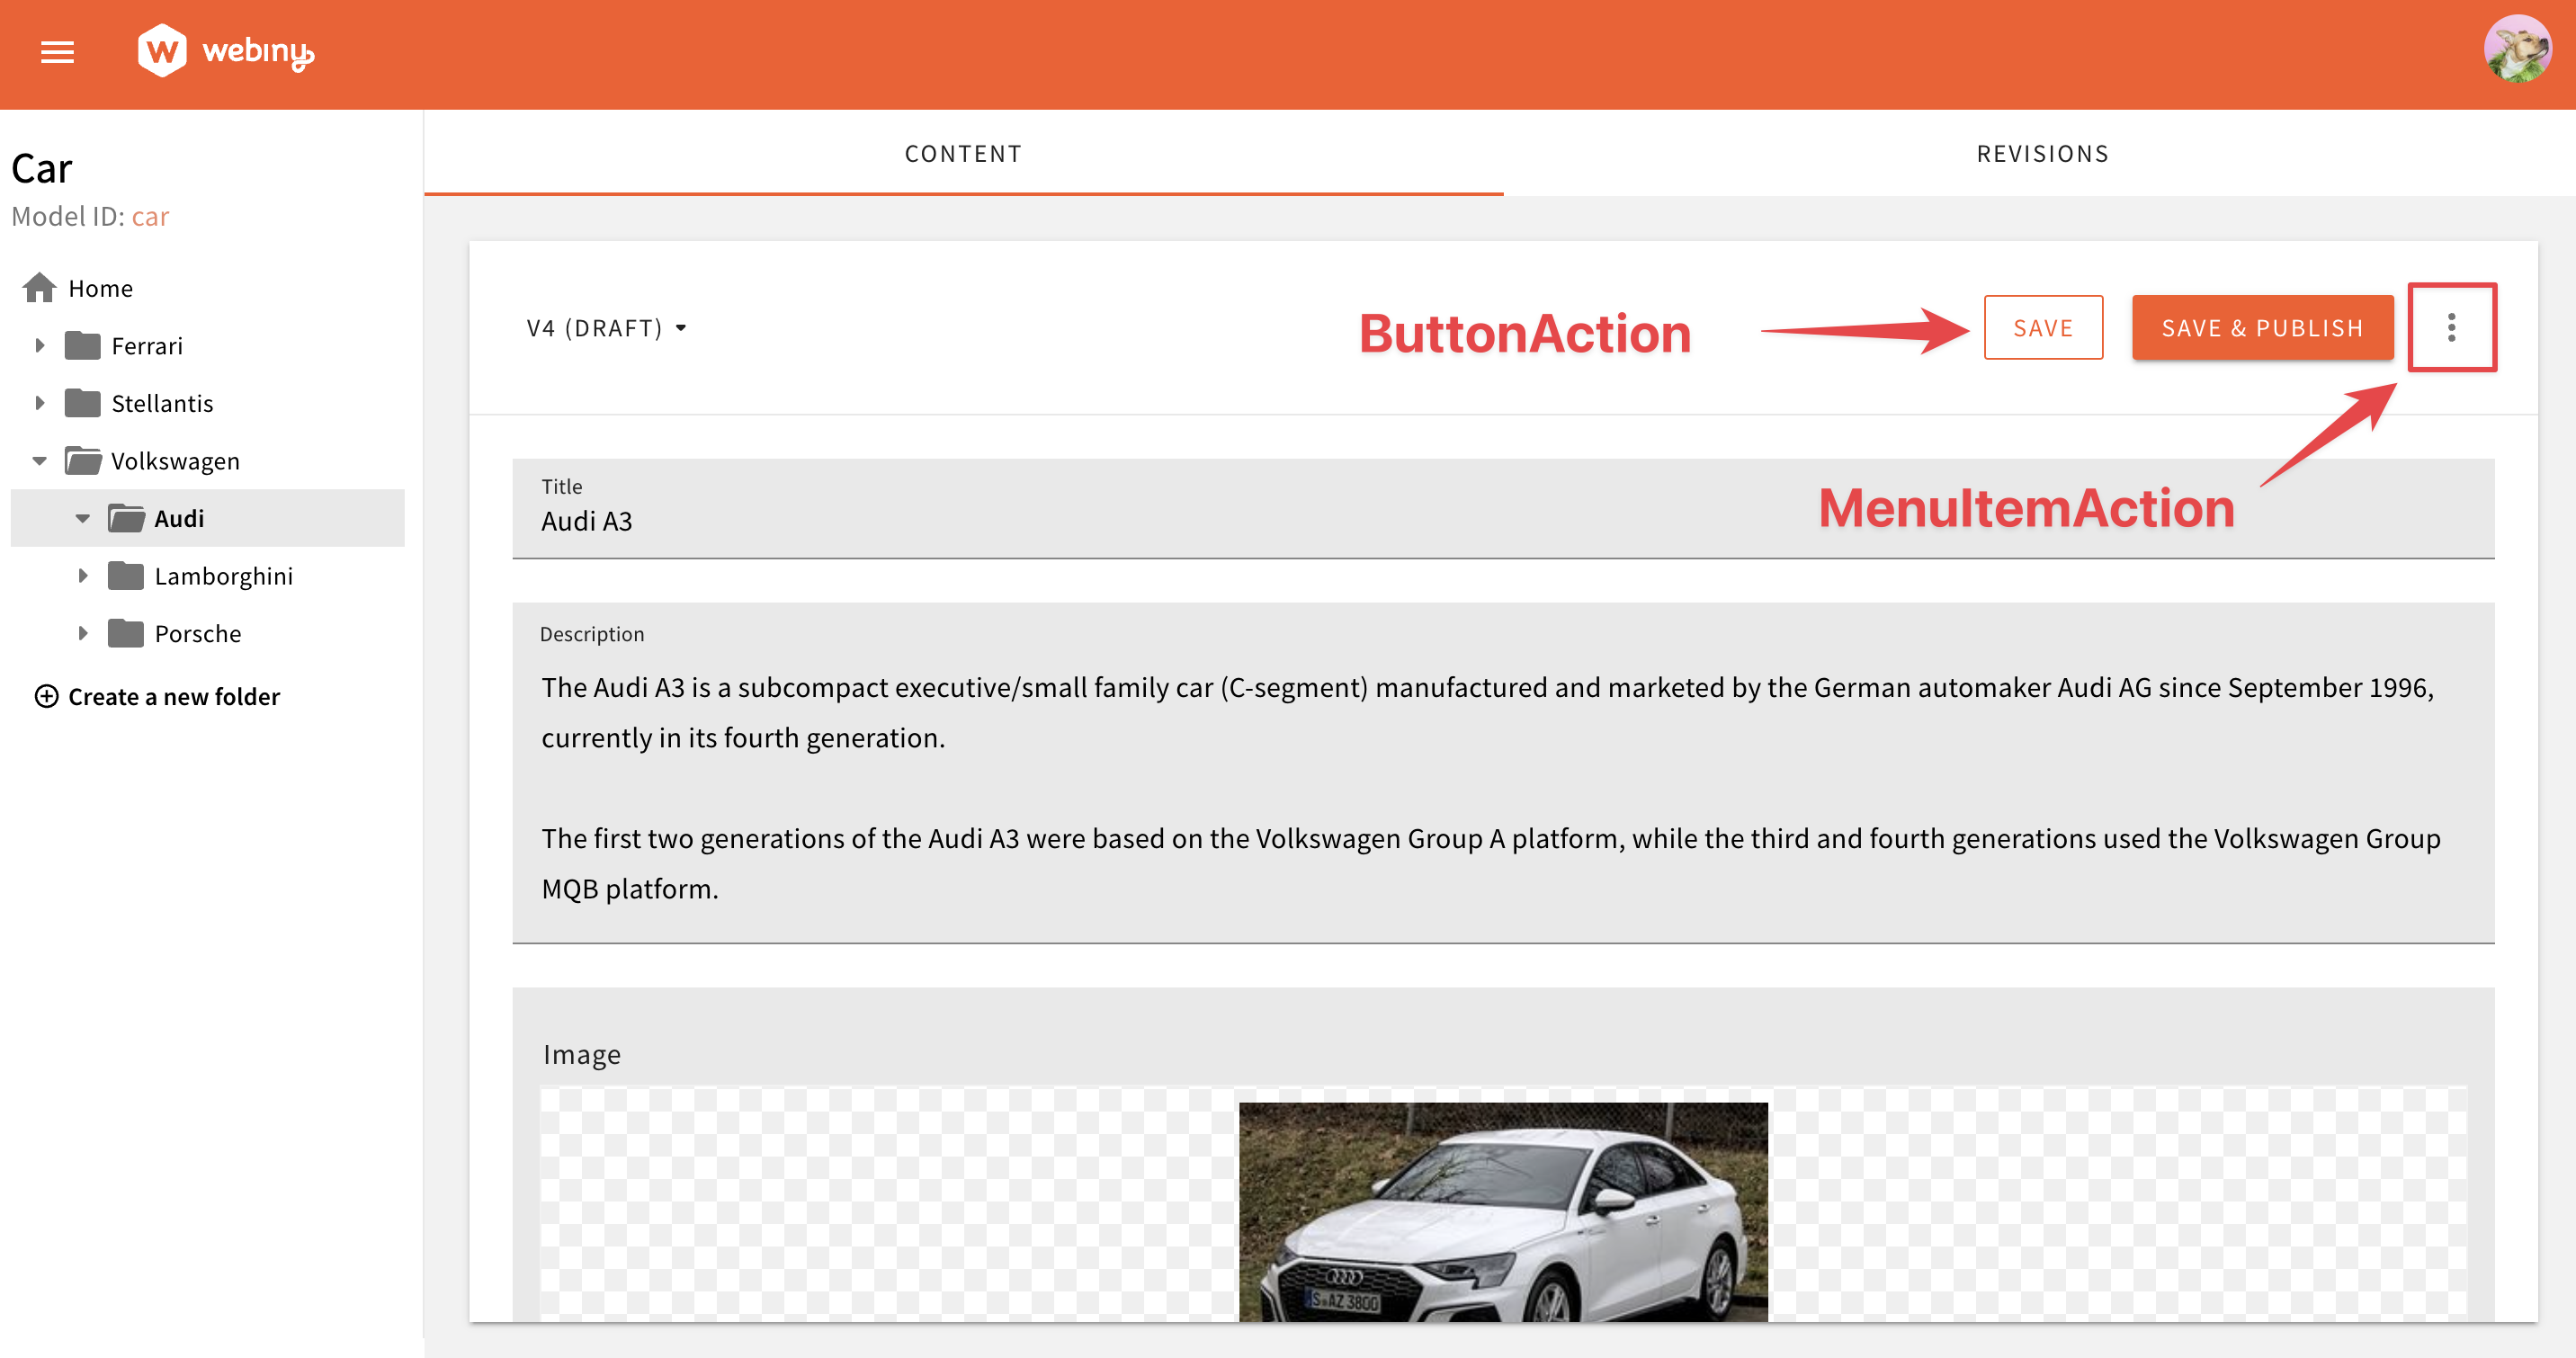 webiny
Car
Model ID: car
Home
Ferrari
Stellantis
Volkswagen
Audi
Lamborghini
Porsche
Create a new folder
CONTENT
REVISIONS
V4 (DRAFT)
ButtonAction
SAVE
SAVE & PUBLISH
MenuItemAction
Title
Audi A3
Description
The Audi A3 is a subcompact executive/small family car (C-segment) manufactured and marketed by the German automaker Audi AG since September 1996,
currently in its fourth generation.
The first two generations of the Audi A3 were based on the Volkswagen Group A platform, while the third and fourth generations used the Volkswagen Group
MQB platform.
Image
S AZ 3800